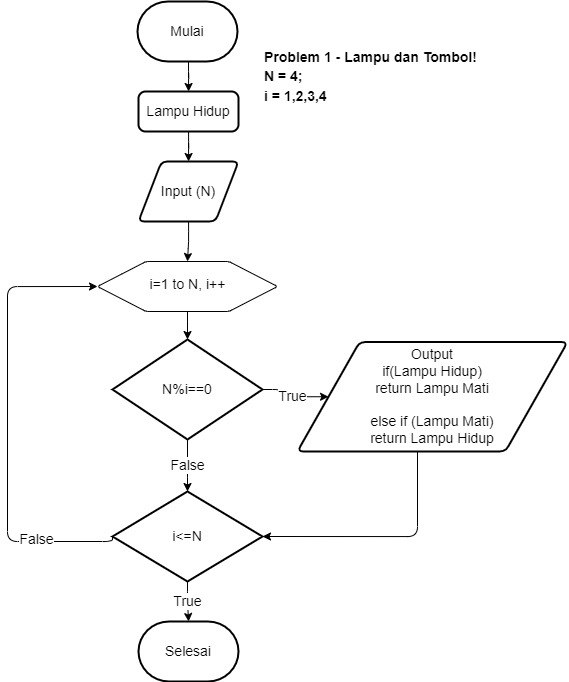 Mulai
Problem 1 - Lampu dan Tombol!
N = 4;
i = 1,2,3,4
Lampu Hidup
Input (N)
i=1 to N, i++
N%i==0
True
Output
if(Lampu Hidup)
return Lampu Mati
else if (Lampu Mati)
return Lampu Hidup
False
i<=N
False
True
Selesai